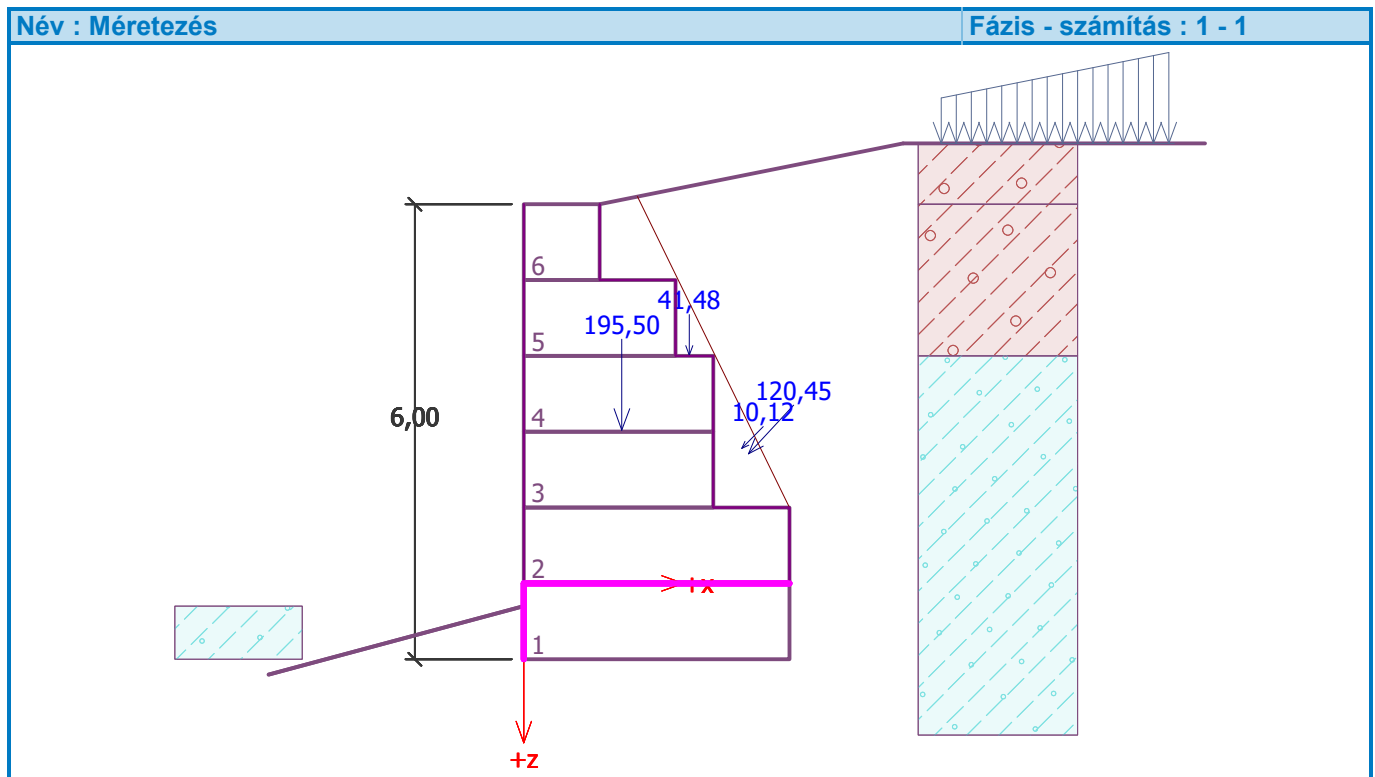 Név : Méretezés
Fázis - számítás : 1 - 1
6
41,48
195,50
5
120,45
10,12
6,00
4
3
2
+x
1
+z